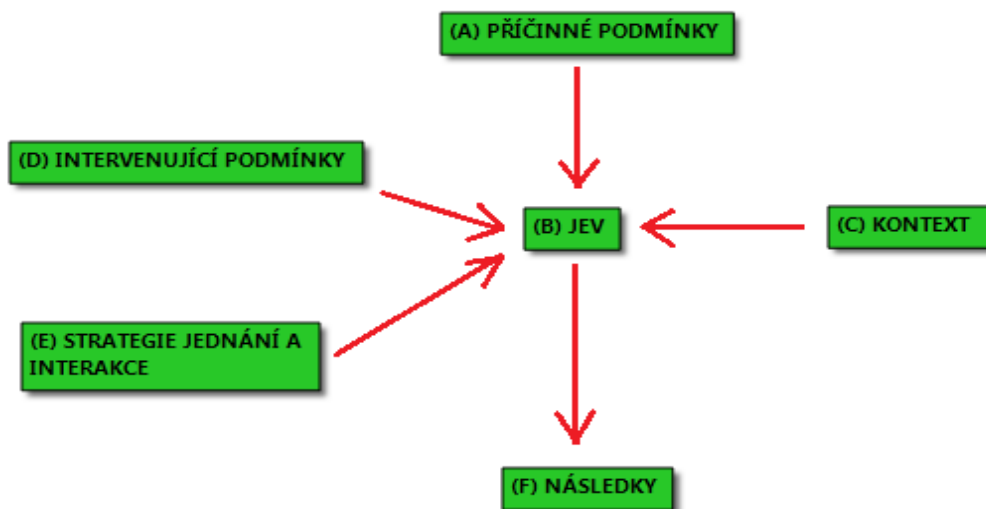 (A) PŘÍČINNÉ PODMÍNKY
(D) INTERVENUJÍCÍ PODMÍNKY
(B) JEV
(C) KONTEXT
(E) STRATEGIE JEDNÁNÍ A
INTERAKCE
(F) NÁSLEDKY